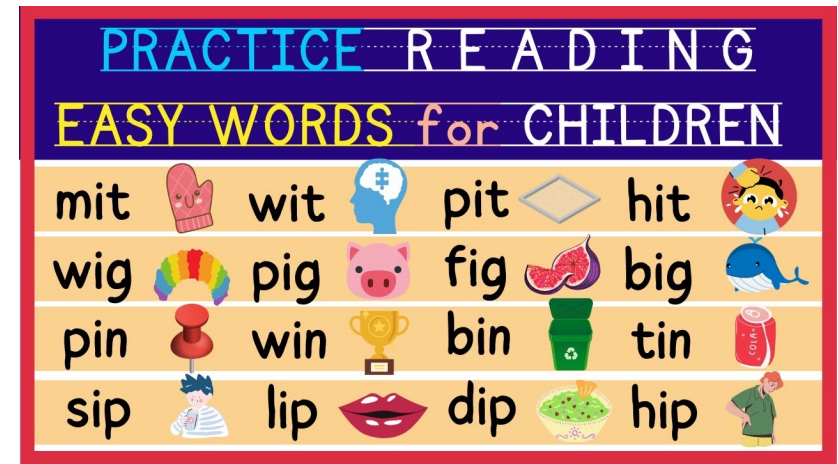 PRACTICE READING
EASY WORDS for CHILDREN
mit wit pit hit
wig pig fig big
pin win bin tin
COLA
sip lip dip hip